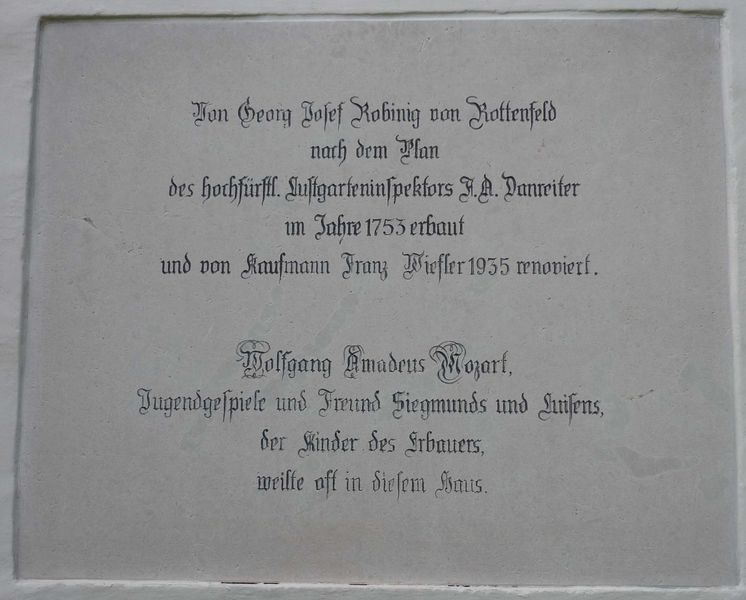 Von Georg Josef Robinig von Rottenfeld
nach dem Plan
des hochfürstl. Lustgarteninspektors F. A. Danreiter
im Jahre 1753 erbaut
und von Kaufmann Franz Wiesler 1935 renoviert.
Wolfgang Amadeus Mozart,
Jugendgespiele und Freund Siegmunds und Luisens,
der Kinder des Erbauers,
weilte oft in diesem Haus.